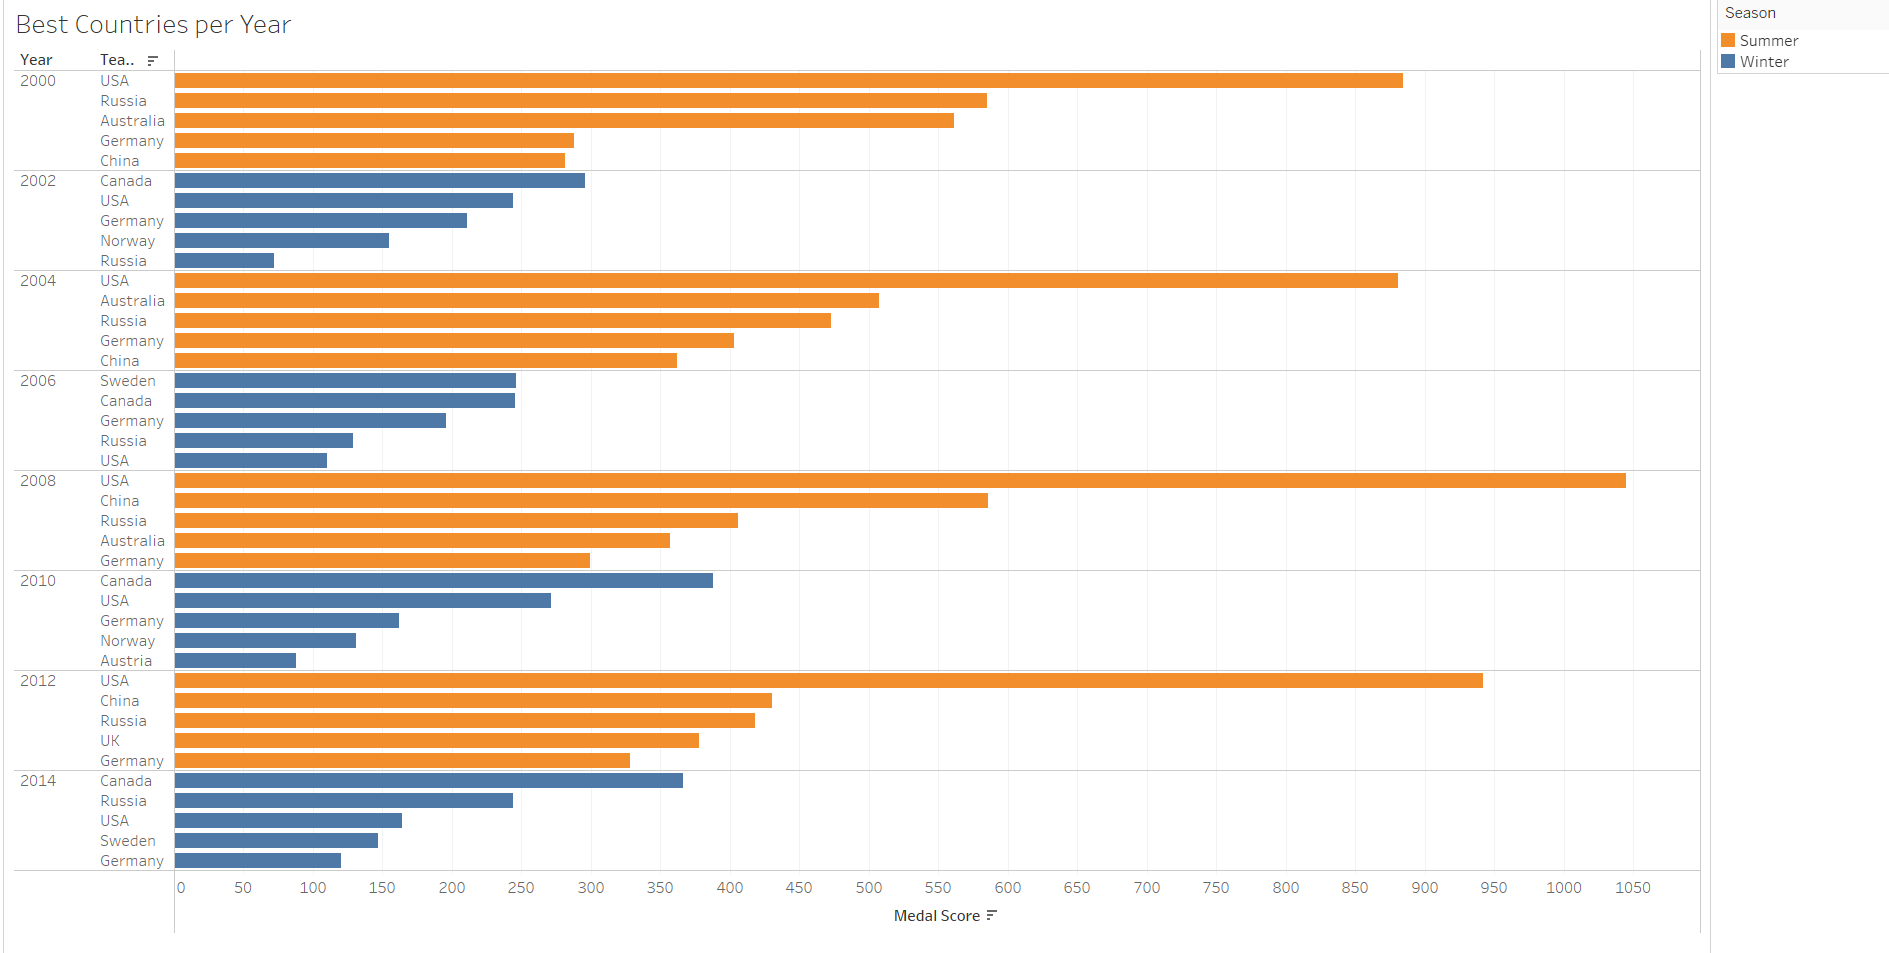 Best Countries per Year
Season
Summer
Winter
Year Tea..
2000 USA
Russia
Australia
Germany
China
2002 Canada
USA
Germany
Norway
Russia
2004 USA
Australia
Russia
Germany
China
2006 Sweden
Canada
Germany
Russia
USA
2008 USA
China
Russia
Australia
Germany
2010 Canada
USA
Germany
Norway
Austria
2012 USA
China
Russia
UK
Germany
2014 Canada
Russia
USA
Sweden
Germany
0 50 100 150 200 250 300 350 400 450 500 550 600 650 700 750 800 850 900 950 1000 1050
Medal Score